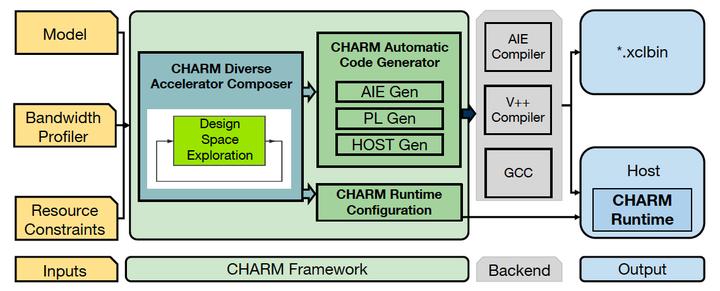 Model
Bandwidth
Profiler
Resource
Constraints
Inputs
CHARM Diverse
Accelerator Composer
Design
Space
Exploration
CHARM Automatic
Code Generator
AIE Gen
PL Gen
HOST Gen
CHARM Runtime
Configuration
CHARM Framework
AIE
Compiler
V++
Compiler
GCC
Backend
*.xclbin
Host
CHARM
Runtime
Output